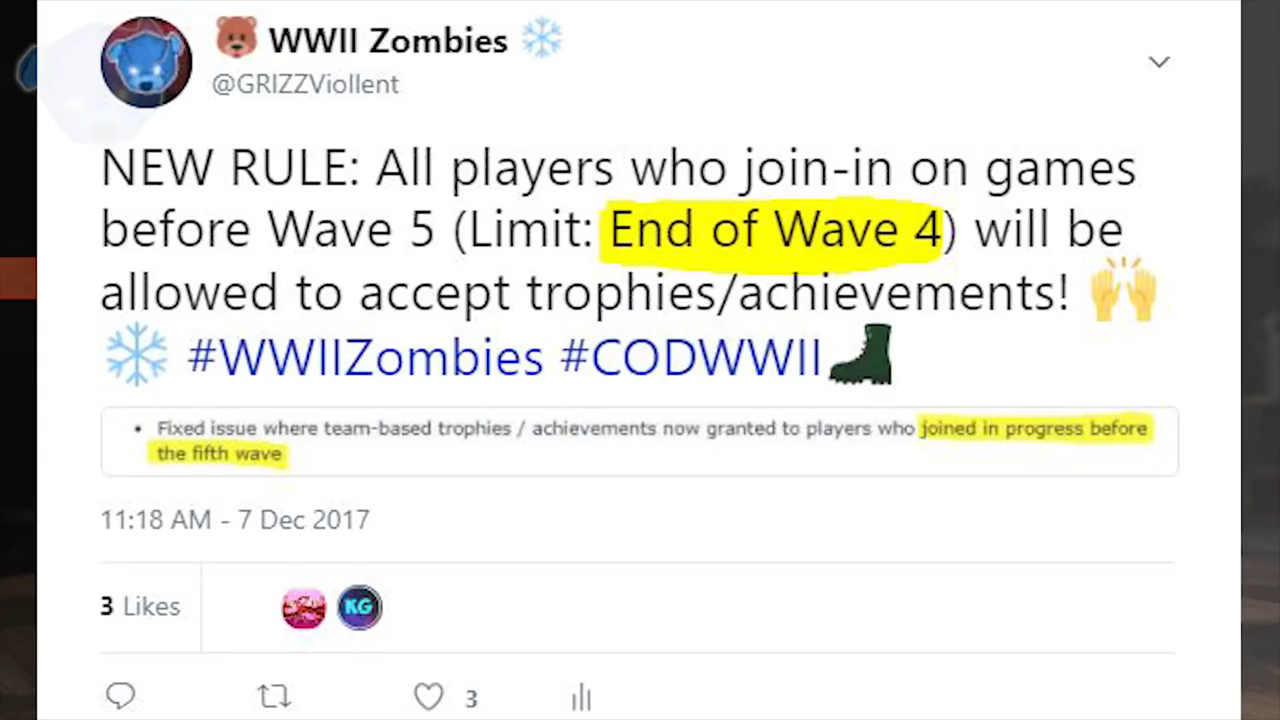 🐻 WWII Zombies ❄
@GRIZZViollent
NEW RULE: All players who join-in on games
before Wave 5 (Limit: End of Wave 4) will be
allowed to accept trophies/achievements! 🙌
❄ #WWIIZombies #CODWWII
• Fixed issue where team-based trophies / achievements now granted to players who joined in progress before
the fifth wave
11:18 AM - 7 Dec 2017
3 Likes
KG
3